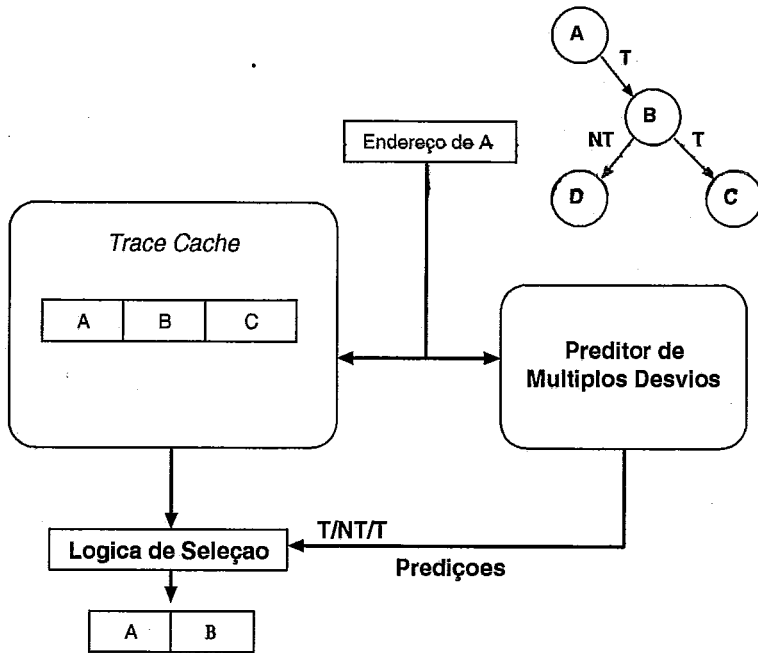 A
T
B
NT
T
D
C
Endereço de A
Trace Cache
A B C
Preditor de
Multiplos Desvios
T/NT/T
Logica de Seleçao
Prediçoes
A B